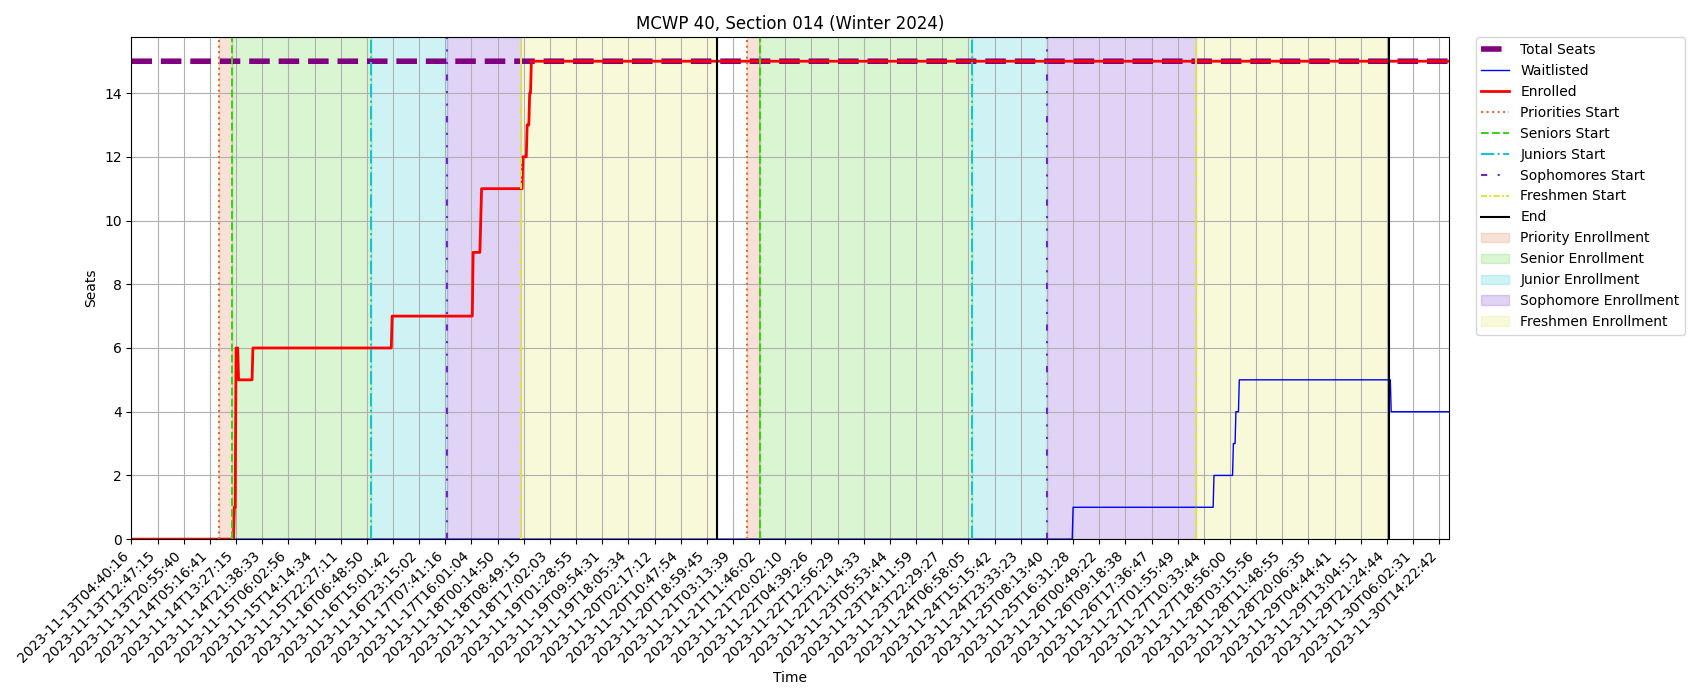 MCWP 40, Section 014 (Winter 2024)
Total Seats
Waitlisted
Enrolled
Priorities Start
Seniors Start
Juniors Start
Sophomores Start
Freshmen Start
End
Priority Enrollment
Senior Enrollment
Junior Enrollment
Sophomore Enrollment
Freshmen Enrollment
Seats
14
12
10
8
6
4
2
0
2023-11-13T04:40:16
2023-11-13T12:47:15
2023-11-13T20:55:40
2023-11-14T05:16:41
2023-11-14T13:27:15
2023-11-14T21:38:33
2023-11-15T06:02:56
2023-11-15T14:14:34
2023-11-15T22:27:11
2023-11-16T06:48:50
2023-11-16T15:01:42
2023-11-16T23:15:02
2023-11-17T07:41:16
2023-11-17T16:01:04
2023-11-18T00:14:50
2023-11-18T08:49:15
2023-11-18T17:02:03
2023-11-19T01:28:55
2023-11-19T09:54:31
2023-11-19T18:05:34
2023-11-20T02:17:12
2023-11-20T10:47:54
2023-11-20T18:59:45
2023-11-21T03:13:39
2023-11-21T11:46:02
2023-11-21T20:02:10
2023-11-22T04:39:26
2023-11-22T12:56:29
2023-11-22T21:14:33
2023-11-23T05:53:44
2023-11-23T14:11:59
2023-11-23T22:29:27
2023-11-24T06:58:05
2023-11-24T15:15:42
2023-11-24T23:33:23
2023-11-25T08:13:40
2023-11-25T16:31:28
2023-11-26T00:49:22
2023-11-26T09:18:38
2023-11-26T17:36:47
2023-11-27T01:55:49
2023-11-27T10:33:44
2023-11-27T18:56:00
2023-11-28T03:15:56
2023-11-28T11:48:55
2023-11-28T20:06:35
2023-11-29T04:44:41
2023-11-29T13:04:51
2023-11-29T21:24:44
2023-11-30T06:02:31
2023-11-30T14:22:42
Time